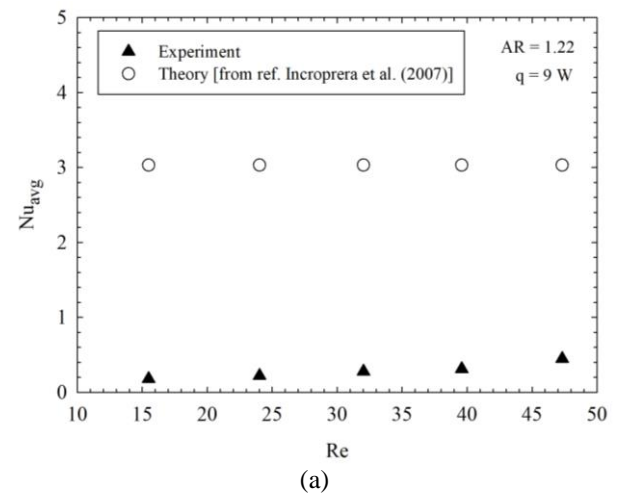 5
4
3
2
1
0
Nu_avg
▲ Experiment
○ Theory [from ref. Incroprera et al. (2007)]
AR = 1.22
q = 9 W
10 15 20 25 30 35 40 45 50
Re
(a)